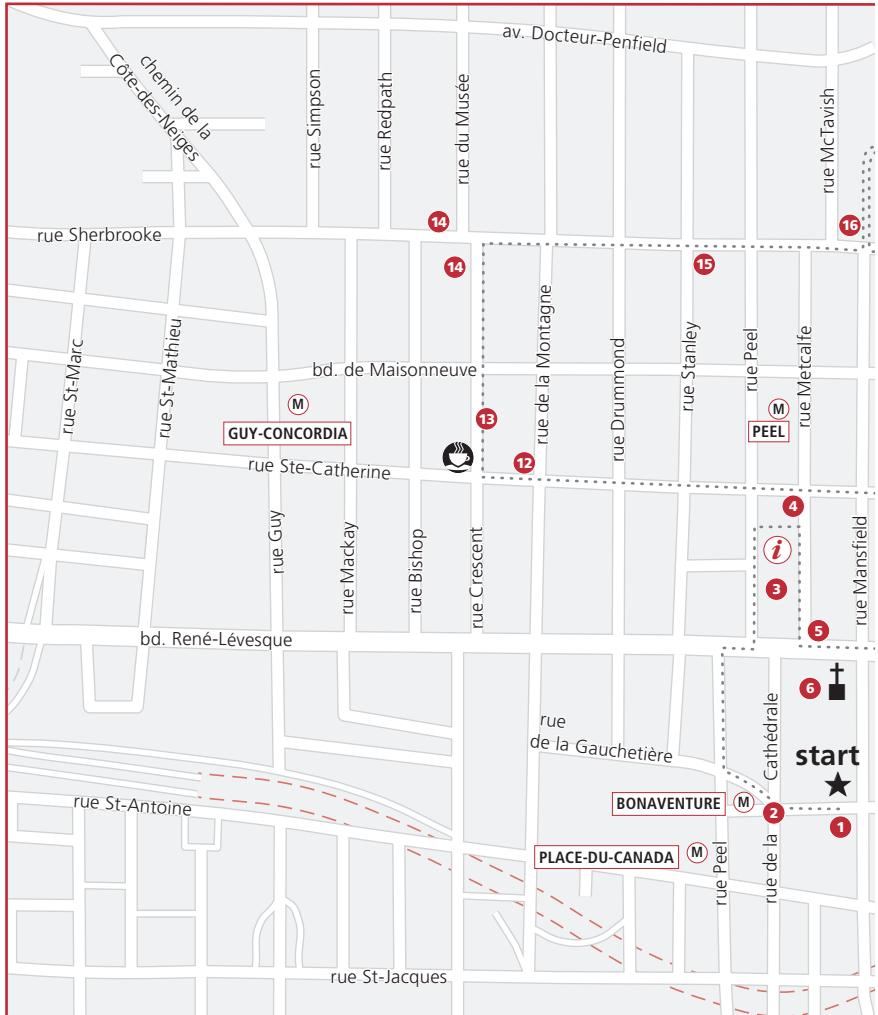 av. Docteur-Penfield
chemin de la
Côte-des-Neiges
rue Simpson
rue Redpath
rue du Musée
rue McTavish
14
16
rue Sherbrooke
14
15
rue St-Marc
rue St-Mathieu
rue de la Montagne
rue Drummond
rue Stanley
rue Peel
rue Metcalfe
bd. de Maisonneuve
M
GUY-CONCORDIA
13
M
PEEL
rue Ste-Catherine
12
4
rue Guy
rue Mackay
rue Bishop
rue Crescent
i
3
rue Mansfield
bd. René-Lévesque
5
6
rue
de la Gauchetière
start
rue de la Cathédrale
BONAVENTURE
M
2
1
rue St-Antoine
PLACE-DU-CANADA
M
rue Peel
rue St-Jacques